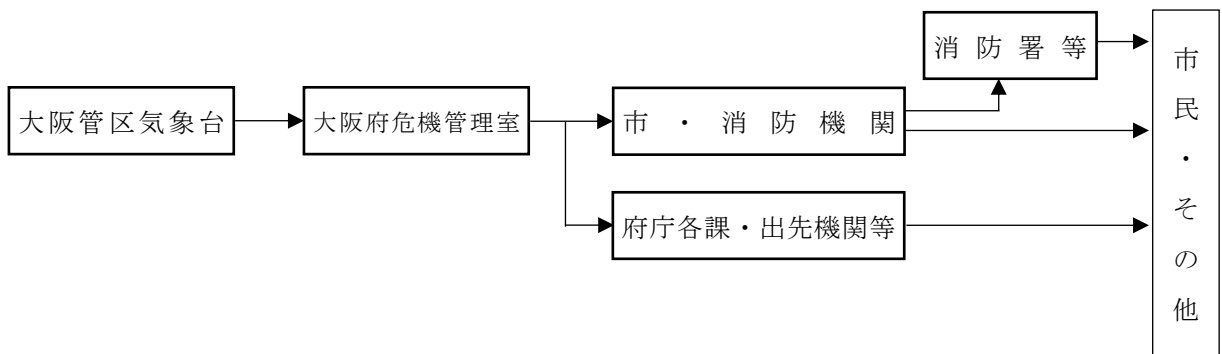 大阪管区気象台
大阪府危機管理室
市・消防機関
消防署等
府庁各課・出先機関等
市民・その他